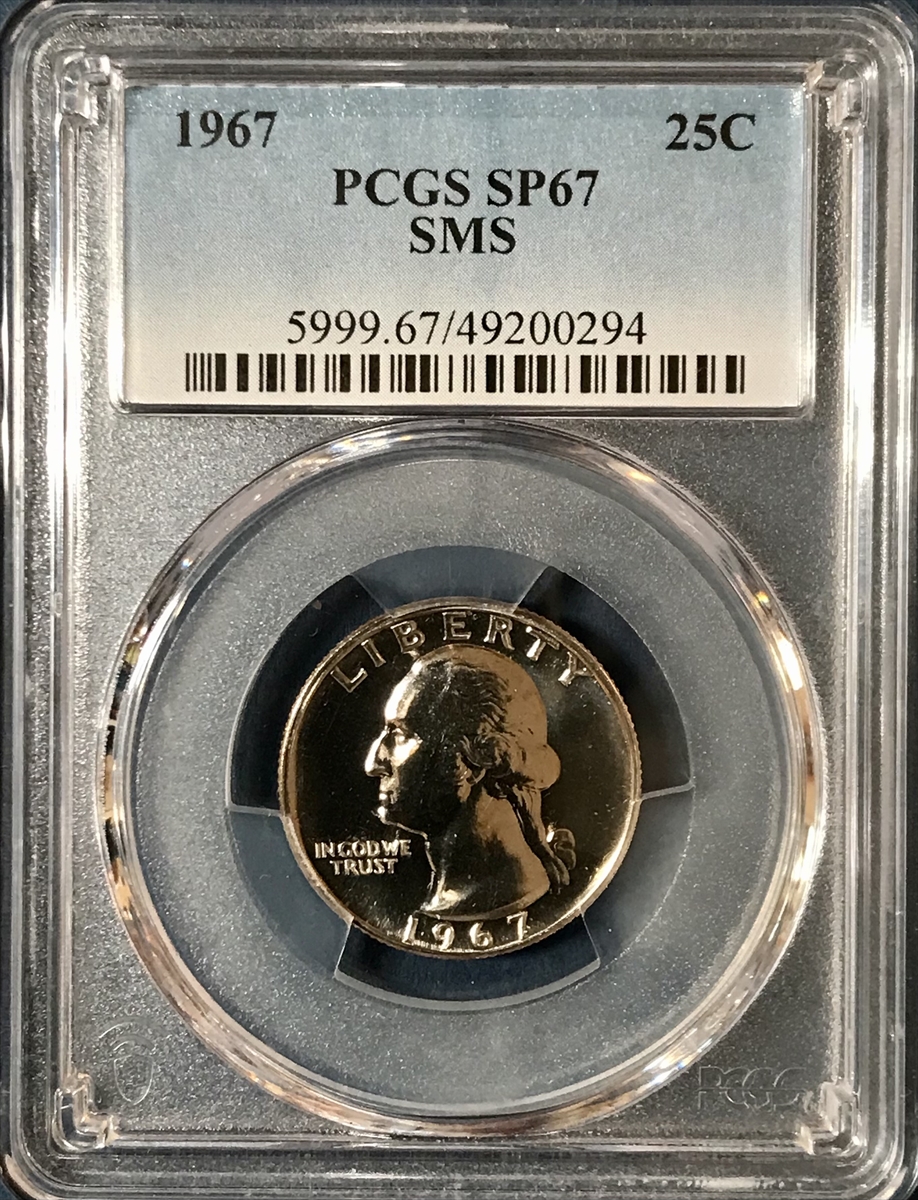 1967 25C
PCGS SP67
SMS
5999.67/49200294
LIBERTY
IN GOD WE
TRUST
1967
PCGS